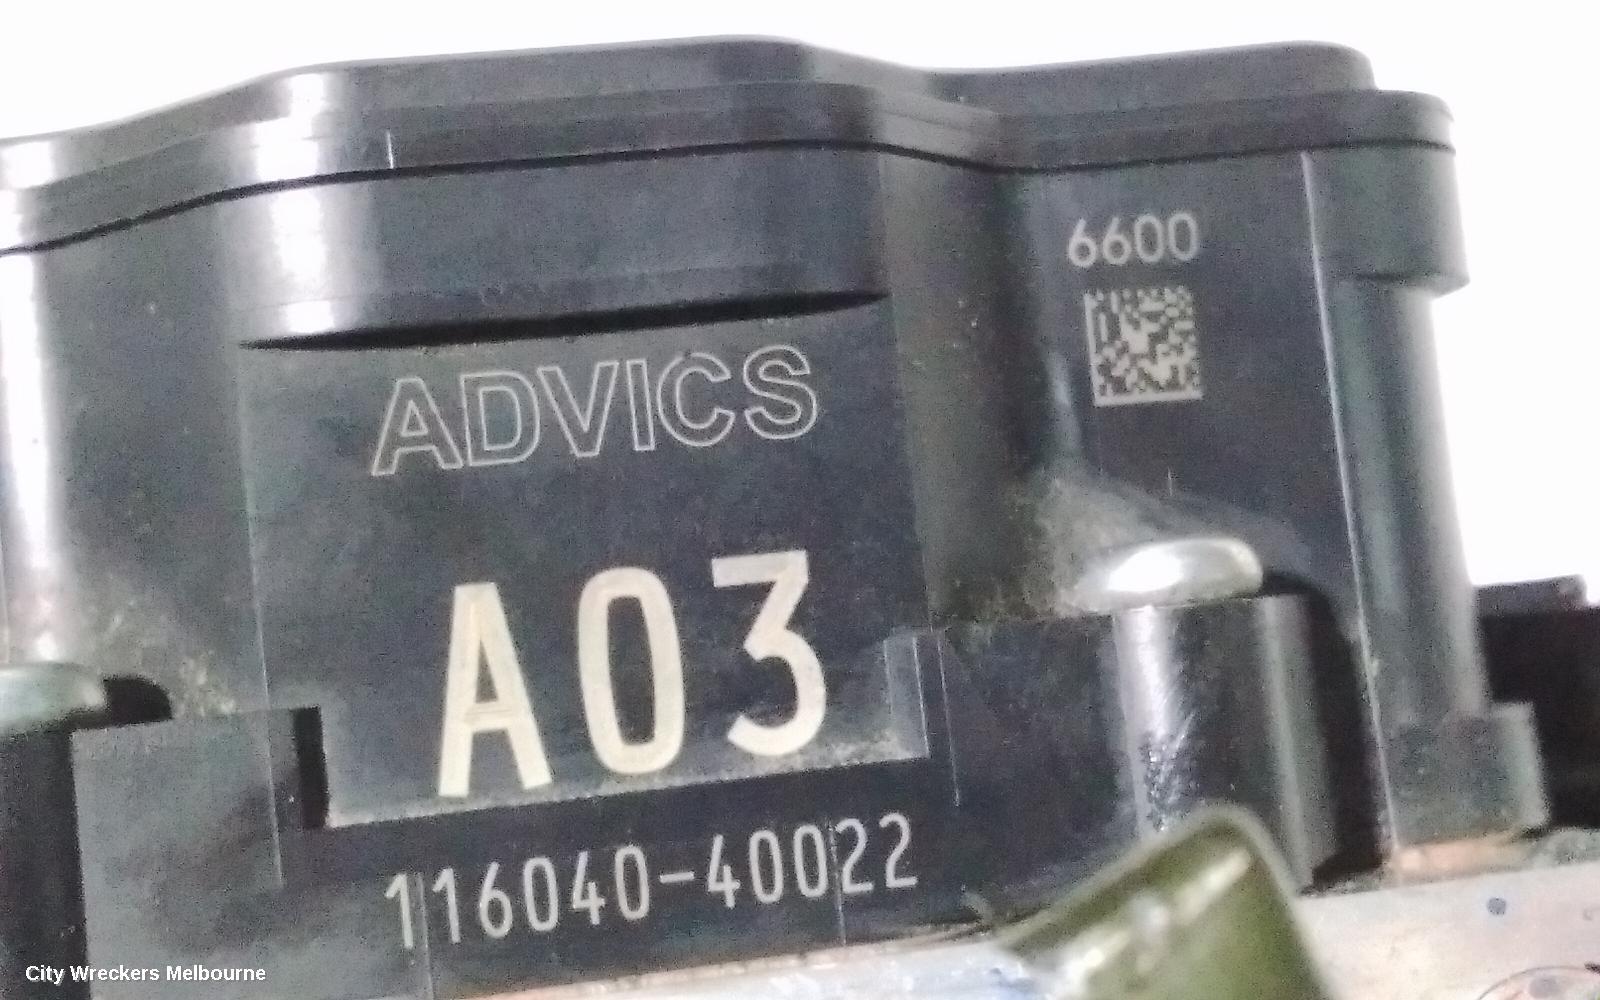 6600
ADVICS
A03
116040-40022
City Wreckers Melbourne